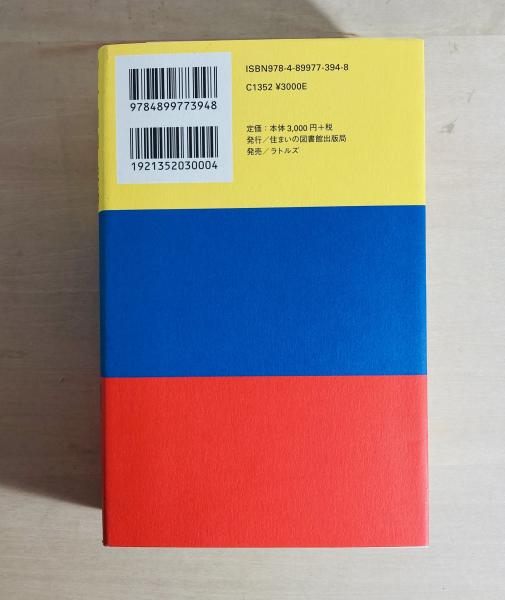 ISBN978-4-89977-394-8
C1352 ¥3000E
9784899773948
定価：本体3,000円+税
発行／住まいの図書館出版局
発売／ラトルズ
1921352030004